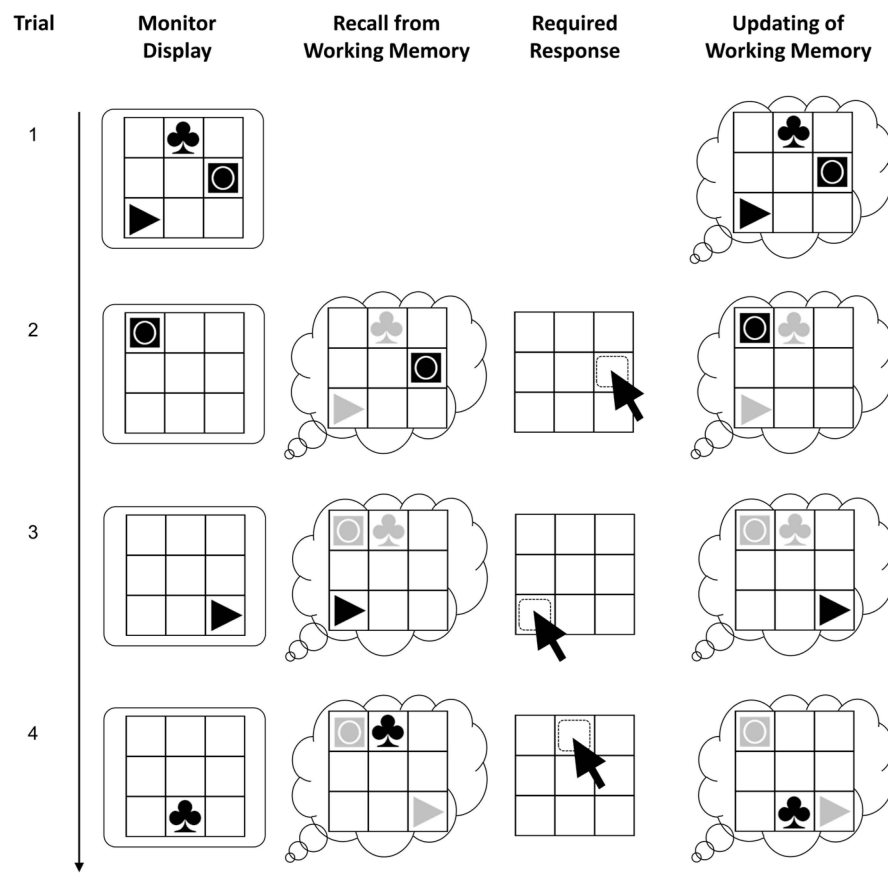 Trial
Monitor
Display
Recall from
Working Memory
Required
Response
Updating of
Working Memory
1
2
3
4